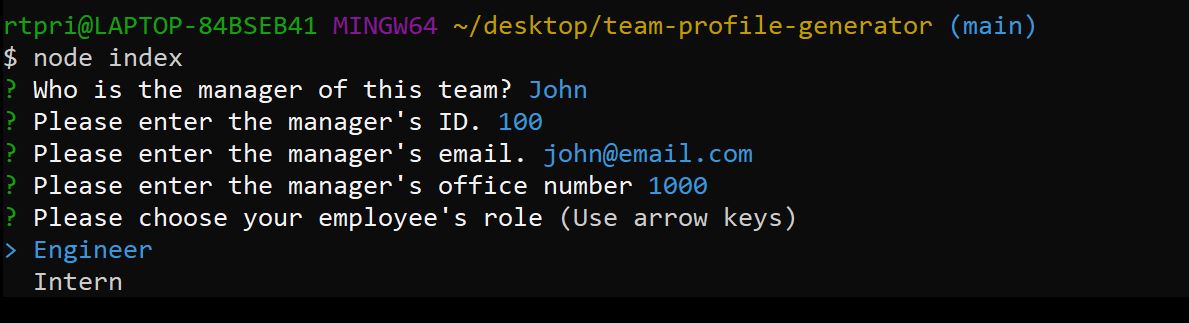 rtpri@LAPTOP-84BSEB41 MINGW64 ~/desktop/team-profile-generator (main)
$ node index
? Who is the manager of this team? John
? Please enter the manager's ID. 100
? Please enter the manager's email. john@email.com
? Please enter the manager's office number 1000
? Please choose your employee's role (Use arrow keys)
> Engineer
  Intern